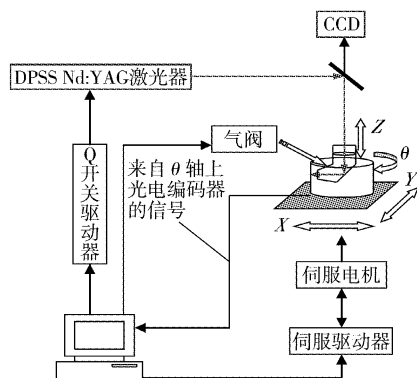 CCD
DPSS Nd:YAG激光器
气阀
Z
θ
Y
X
来自θ轴上
光电编码器
的信号
Q
开
关
驱
动
器
伺服电机
伺服驱动器